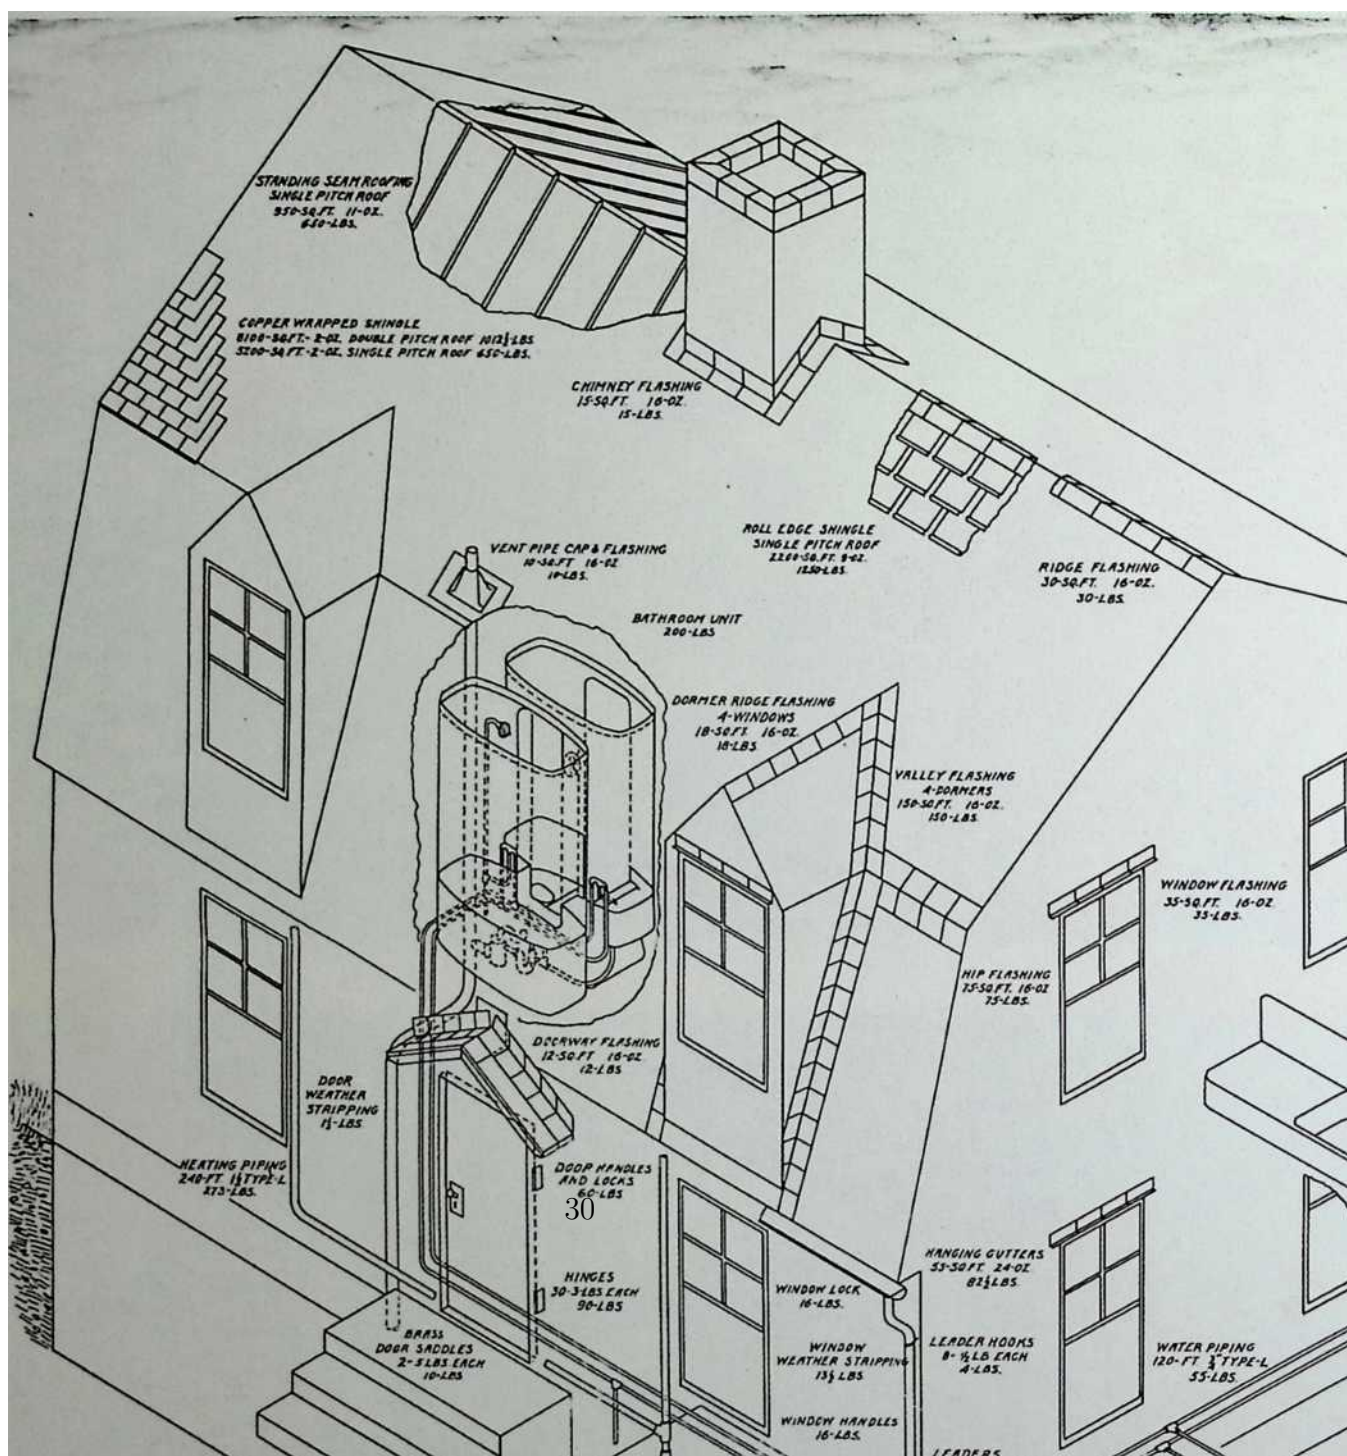 STANDING SEAM ROOFING
SINGLE PITCH ROOF
950-SQ.FT. 11-OZ.
650-LBS.
COPPER WRAPPED SHINGLE
8100-SQ.FT.-2-OZ. DOUBLE PITCH ROOF 1012½-LBS
5200-SQ.FT.-2-OZ. SINGLE PITCH ROOF 650-LBS.
CHIMNEY FLASHING
15-SQ.FT. 16-OZ.
15-LBS.
VENT PIPE CAP & FLASHING
10-SQ.FT 16-OZ
10-LBS.
ROLL EDGE SHINGLE
SINGLE PITCH ROOF
2200-SQ.FT. 9-OZ.
1250-LBS.
RIDGE FLASHING
30-SQ.FT. 16-OZ.
30-LBS.
BATHROOM UNIT
200-LBS
DORMER RIDGE FLASHING
4-WINDOWS
18-SQ.FT. 16-OZ.
18-LBS
VALLEY FLASHING
4-DORMERS
150-SQ.FT. 16-OZ.
150-LBS.
WINDOW FLASHING
35-SQ.FT. 16-OZ
35-LBS.
HIP FLASHING
75-SQ.FT. 16-OZ
75-LBS.
DOORWAY FLASHING
12-SQ.FT 16-OZ
12-LBS
DOOR
WEATHER
STRIPPING
1½-LBS
HEATING PIPING
240-FT 1½ TYPE-L
273-LBS.
DOOR HANDLES
AND LOCKS
60-LBS
30
HINGES
30-3-LBS. EACH
90-LBS
HANGING GUTTERS
55-SQ.FT. 24-OZ
82½ LBS.
WINDOW LOCK
16-LBS.
BRASS
DOOR SADDLES
2-5 LBS. EACH
10-LBS
WINDOW
WEATHER STRIPPING
13½ LBS.
LEADER HOOKS
8-½ LB EACH
4-LBS.
WATER PIPING
120-FT ¾" TYPE-L
55-LBS.
WINDOW HANDLES
16-LBS.
LEADERS